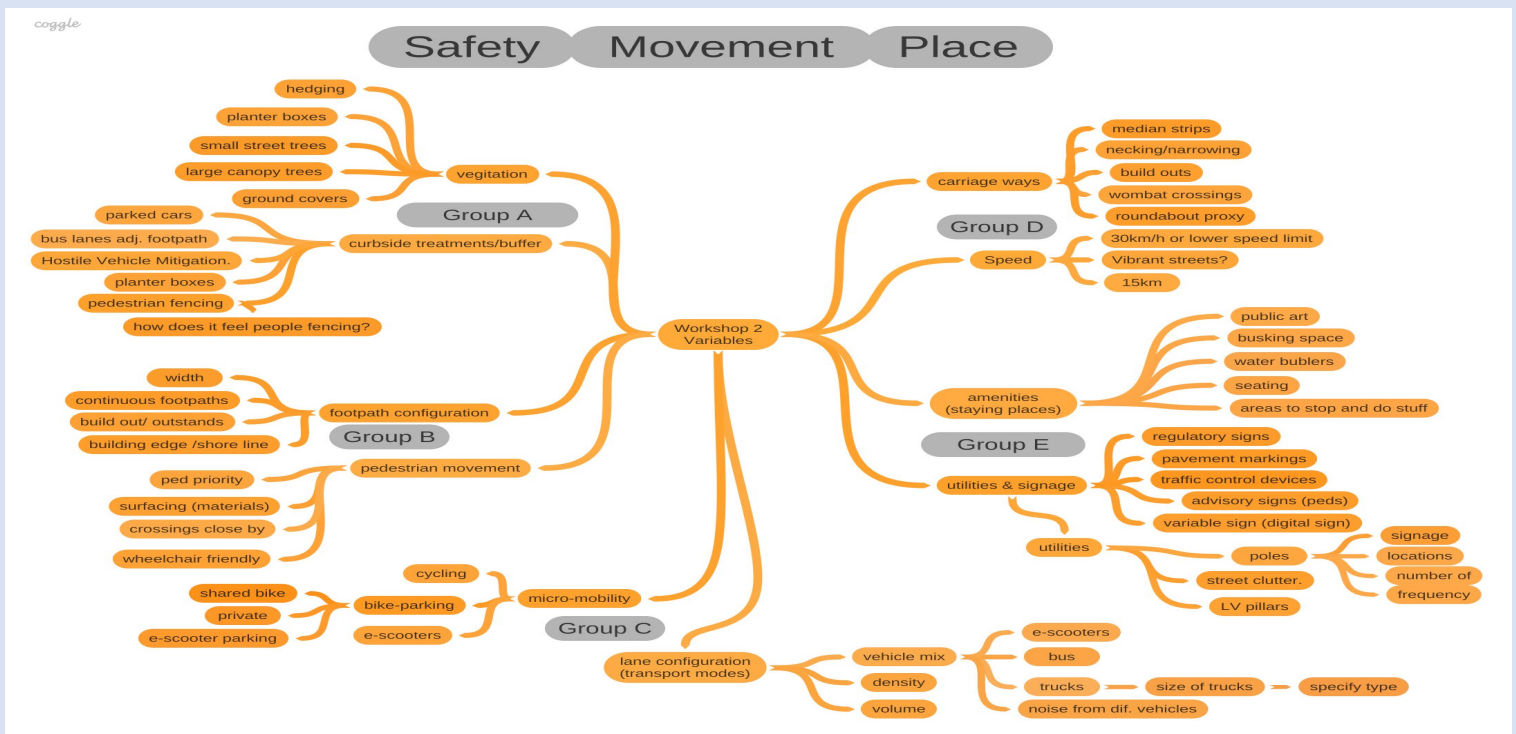 coggle
Safety Movement Place
hedging
planter boxes
small street trees
large canopy trees
ground covers
vegitation
Group A
parked cars
bus lanes adj. footpath
Hostile Vehicle Mitigation.
planter boxes
pedestrian fencing
how does it feel people fencing?
curbside treatments/buffer
width
continuous footpaths
build out/ outstands
building edge /shore line
footpath configuration
Group B
pedestrian movement
ped priority
surfacing (materials)
crossings close by
wheelchair friendly
cycling
shared bike
private
e-scooter parking
bike-parking
e-scooters
micro-mobility
Group C
Workshop 2
Variables
lane configuration
(transport modes)
vehicle mix
density
volume
e-scooters
bus
trucks
size of trucks
specify type
noise from dif. vehicles
carriage ways
median strips
necking/narrowing
build outs
wombat crossings
roundabout proxy
Group D
Speed
30km/h or lower speed limit
Vibrant streets?
15km
amenities
(staying places)
public art
busking space
water bublers
seating
areas to stop and do stuff
Group E
utilities & signage
regulatory signs
pavement markings
traffic control devices
advisory signs (peds)
variable sign (digital sign)
utilities
poles
signage
locations
number of
frequency
street clutter.
LV pillars